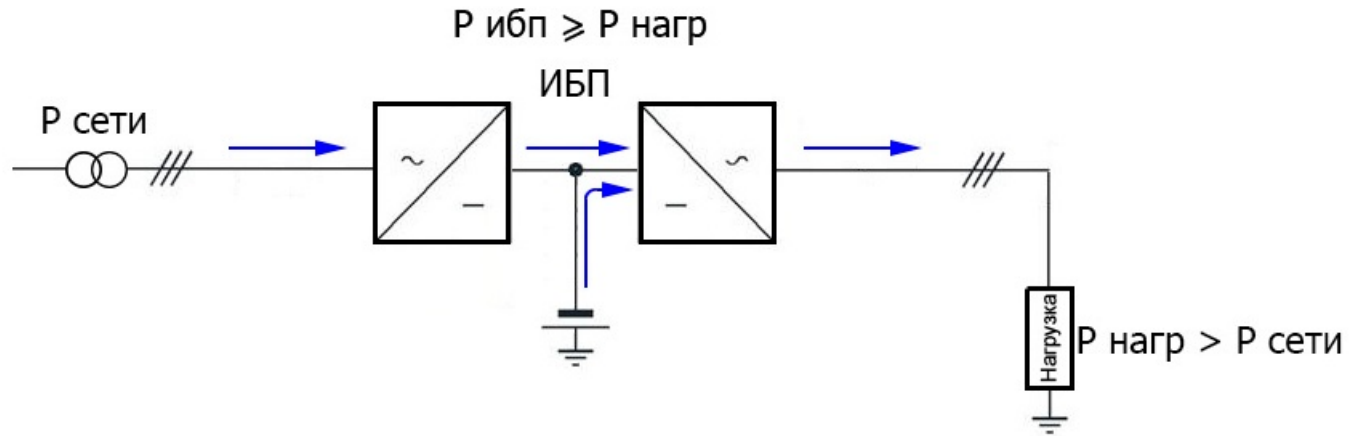 Р ибп ⩾ Р нагр
ИБП
Р сети
~
−
~
−
Нагрузка
Р нагр > Р сети